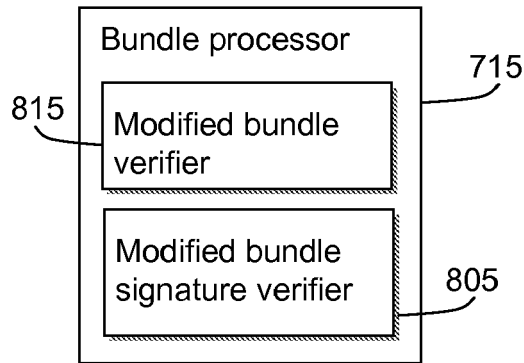 Bundle processor
715
815
Modified bundle
verifier
Modified bundle
signature verifier
805